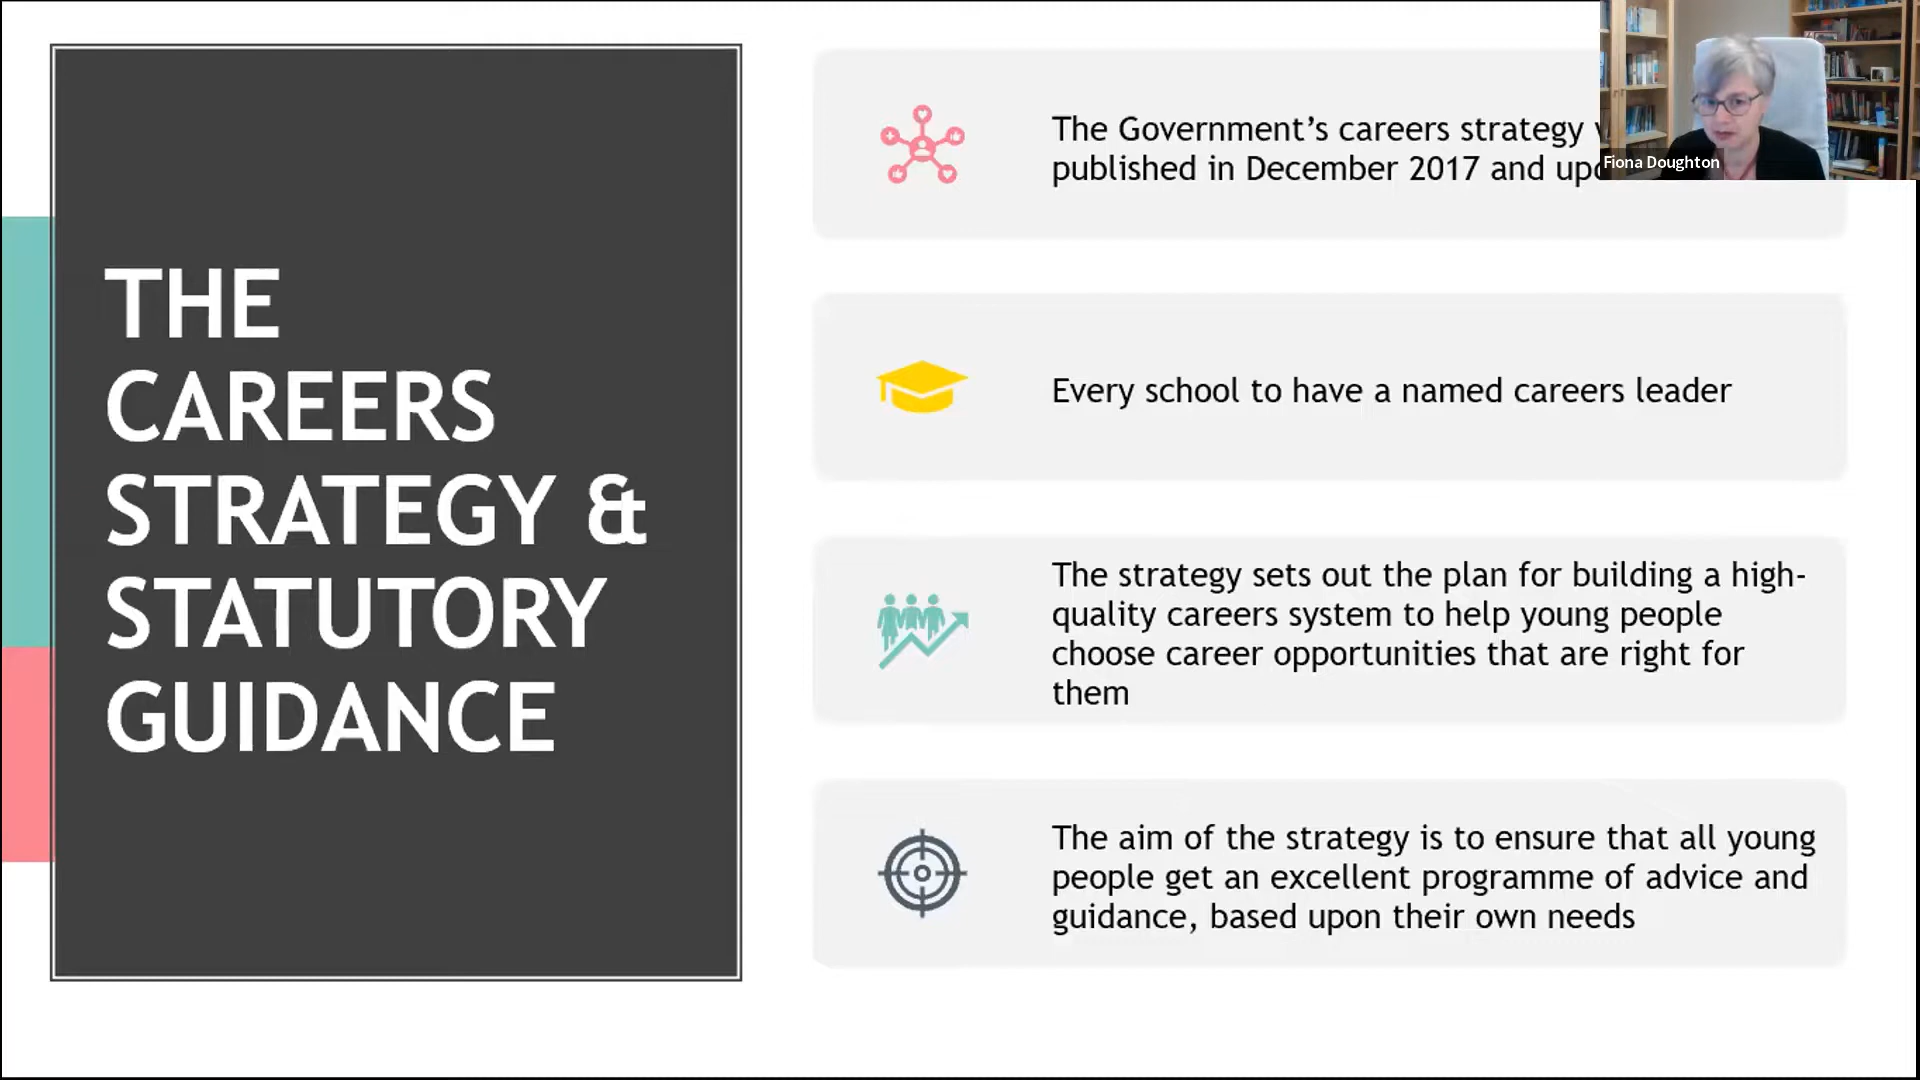 THE
CAREERS
STRATEGY &
STATUTORY
GUIDANCE
The Government’s careers strategy
published in December 2017 and
Fiona Doughton
Every school to have a named careers leader
The strategy sets out the plan for building a high-
quality careers system to help young people
choose career opportunities that are right for
them
The aim of the strategy is to ensure that all young
people get an excellent programme of advice and
guidance, based upon their own needs